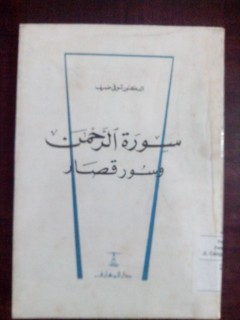 الدكتور شوقي ضيف
سورة الرحمن
وسور قصار
دار المعارف